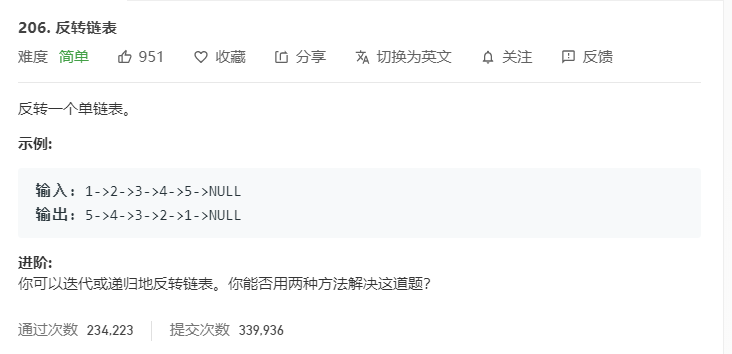 206. 反转链表
难度 简单 951 收藏 分享 切换为英文 关注 反馈
反转一个单链表。
示例:
输入: 1->2->3->4->5->NULL
输出: 5->4->3->2->1->NULL
进阶:
你可以迭代或递归地反转链表。你能否用两种方法解决这道题?
通过次数 234,223 提交次数 339,936